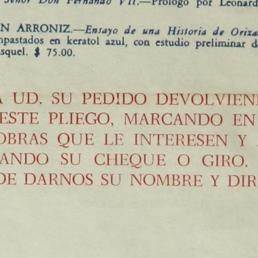 Señor Don Fernando VII.—Prólogo por Leonard
N ARRONIZ.—Ensayo de una Historia de Oriza
mpastados en keratol azul, con estudio preliminar d
asquel. $ 75.00.
A UD. SU PEDIDO DEVOLVIEN
ESTE PLIEGO, MARCANDO EN
OBRAS QUE LE INTERESEN Y
ANDO SU CHEQUE O GIRO.
DE DARNOS SU NOMBRE Y DIR